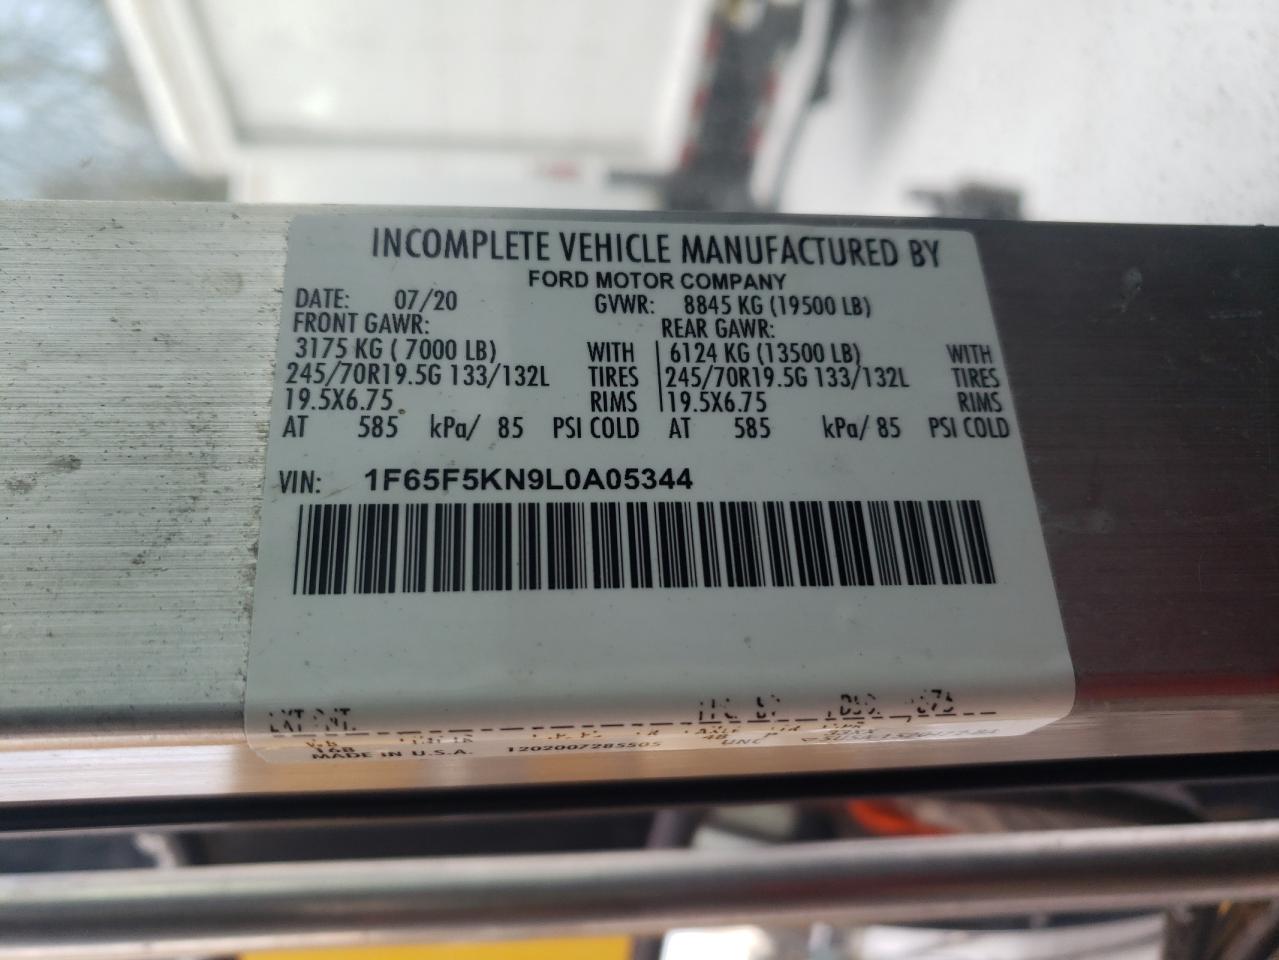 INCOMPLETE VEHICLE MANUFACTURED BY
FORD MOTOR COMPANY
DATE: 07/20 GVWR: 8845 KG (19500 LB)
FRONT GAWR: REAR GAWR:
3175 KG ( 7000 LB) WITH 6124 KG (13500 LB) WITH
245/70R19.5G 133/132L TIRES 245/70R19.5G 133/132L TIRES
19.5X6.75 RIMS 19.5X6.75 RIMS
AT 585 kPa/ 85 PSI COLD AT 585 kPa/ 85 PSI COLD
VIN: 1F65F5KN9L0A05344
MADE IN U.S.A. 1202007285505